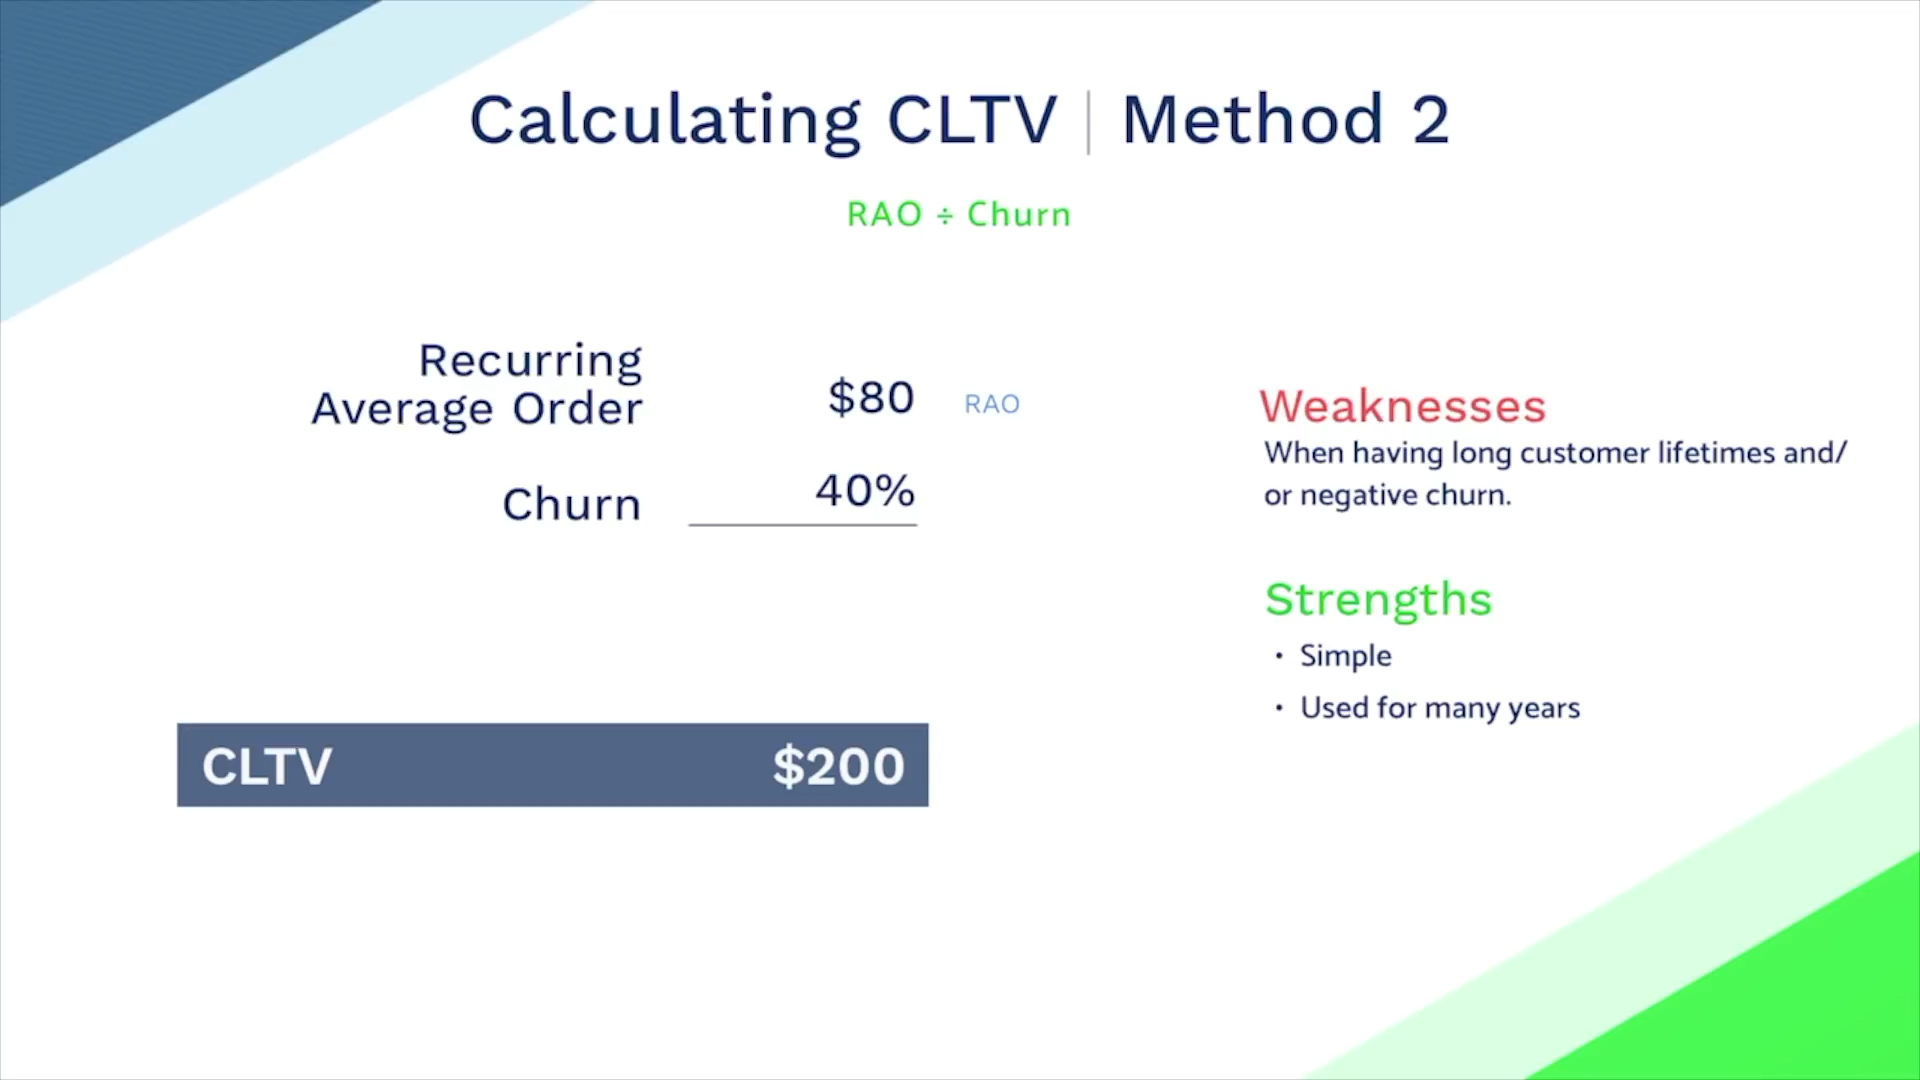 Calculating CLTV | Method 2
RAO ÷ Churn
Recurring
Average Order
$80
RAO
Churn
40%
CLTV
$200
Weaknesses
When having long customer lifetimes and/
or negative churn.
Strengths
• Simple
• Used for many years